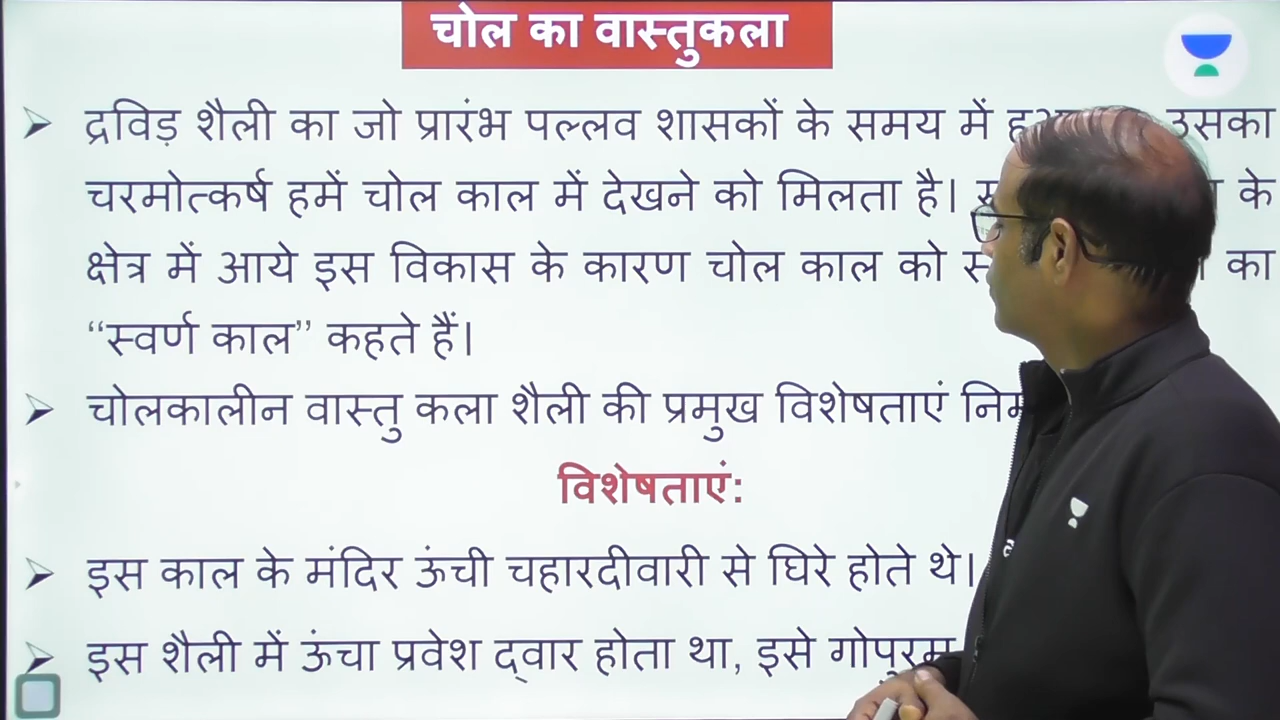 चोल का वास्तुकला
द्रविड़ शैली का जो प्रारंभ पल्लव शासकों के समय में उसका
चरमोत्कर्ष हमें चोल काल में देखने को मिलता है। के
क्षेत्र में आये इस विकास के कारण चोल काल को का
“स्वर्ण काल” कहते हैं।
चोलकालीन वास्तु कला शैली की प्रमुख विशेषताएं
विशेषताएं:
इस काल के मंदिर ऊंची चहारदीवारी से घिरे होते थे।
इस शैली में ऊंचा प्रवेश द्वार होता था, इसे गोपुरम